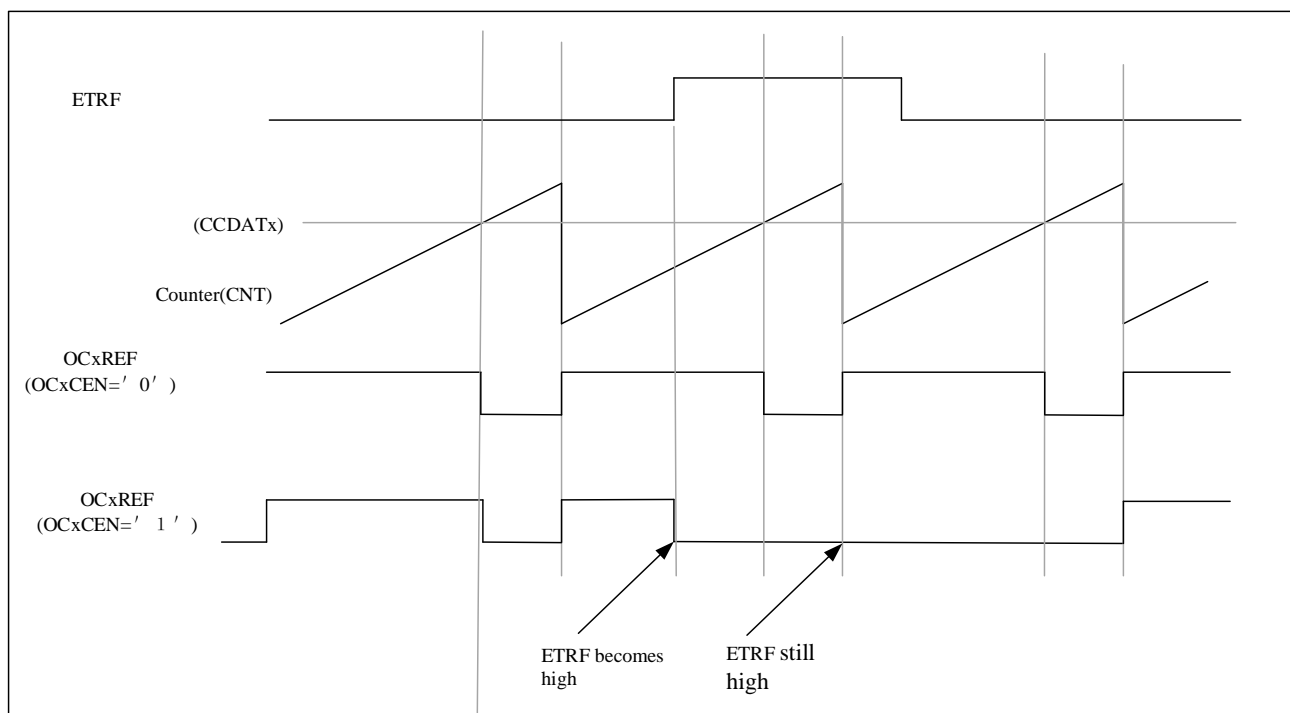 ETRF
(CCDATx)
Counter(CNT)
OCxREF
(OCxCEN=′ 0′ )
OCxREF
(OCxCEN=′ 1 ′ )
ETRF becomes
high
ETRF still
high